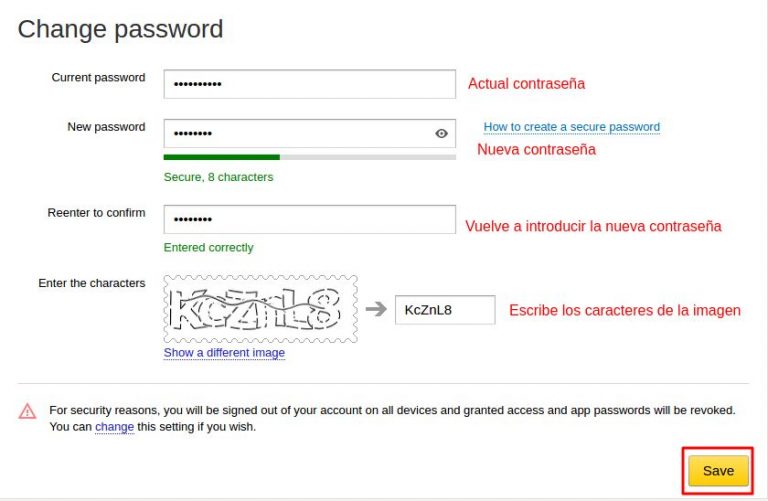 Change password
Current password
••••••••••
Actual contraseña
New password
••••••••
How to create a secure password
Nueva contraseña
Secure, 8 characters
Reenter to confirm
••••••••
Vuelve a introducir la nueva contraseña
Entered correctly
Enter the characters
KcZnL8
KcZnL8
Escribe los caracteres de la imagen
Show a different image
For security reasons, you will be signed out of your account on all devices and granted access and app passwords will be revoked.
You can change this setting if you wish.
Save